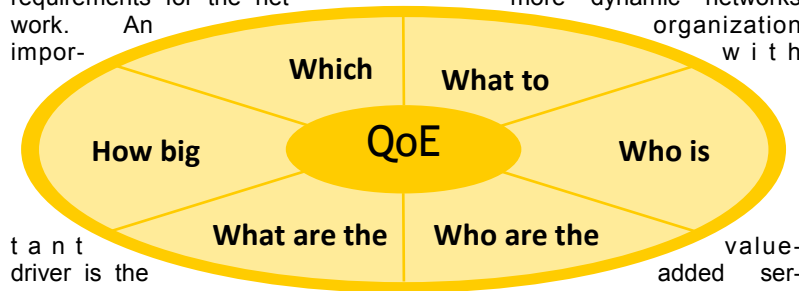 requirements for the net
work. An
impor-
more dynamic networks
organization
with
Which
What to
How big
QoE
Who is
What are the
Who are the
tant
driver is the
value-
added ser-